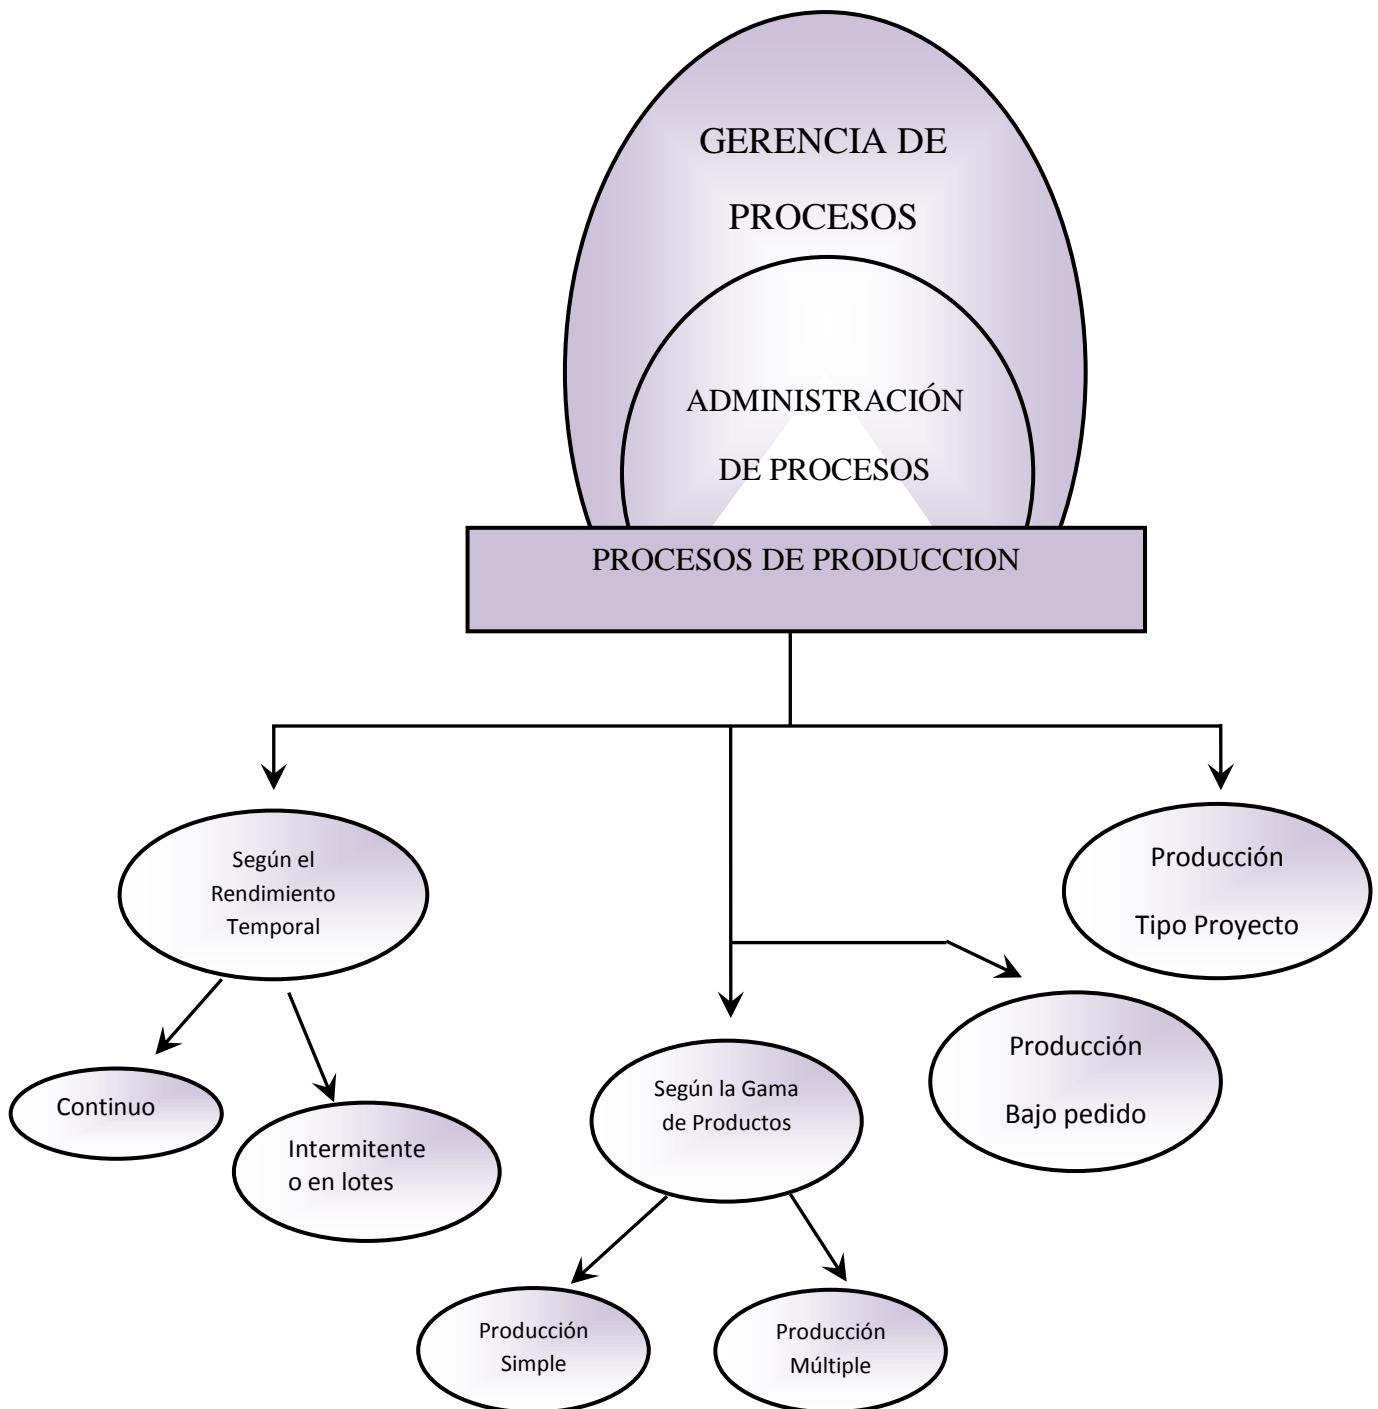 GERENCIA DE
PROCESOS
ADMINISTRACIÓN
DE PROCESOS
PROCESOS DE PRODUCCION
Según el
Rendimiento
Temporal
Producción
Tipo Proyecto
Producción
Bajo pedido
Continuo
Intermitente
o en lotes
Según la Gama
de Productos
Producción
Simple
Producción
Múltiple